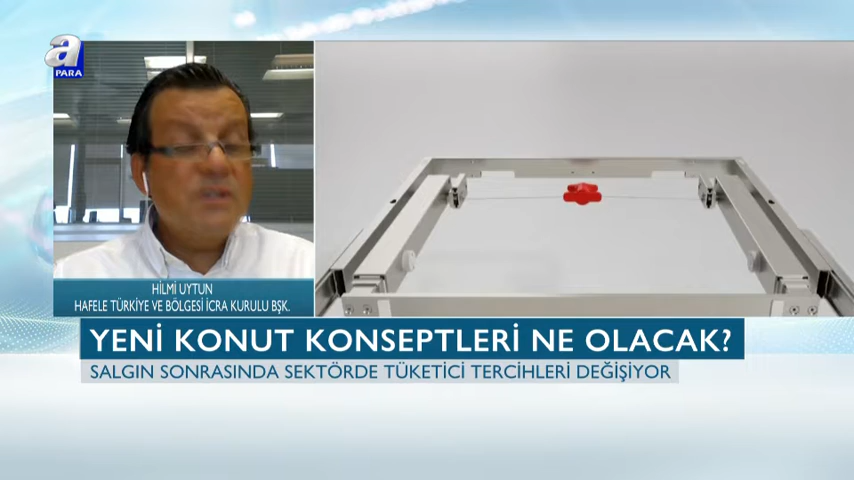 a
PARA
HİLMİ UYTUN
HAFELE TÜRKİYE VE BÖLGESİ İCRA KURULU BŞK.
YENİ KONUT KONSEPTLERİ NE OLACAK?
SALGIN SONRASINDA SEKTÖRDE TÜKETİCİ TERCİHLERİ DEĞİŞİYOR